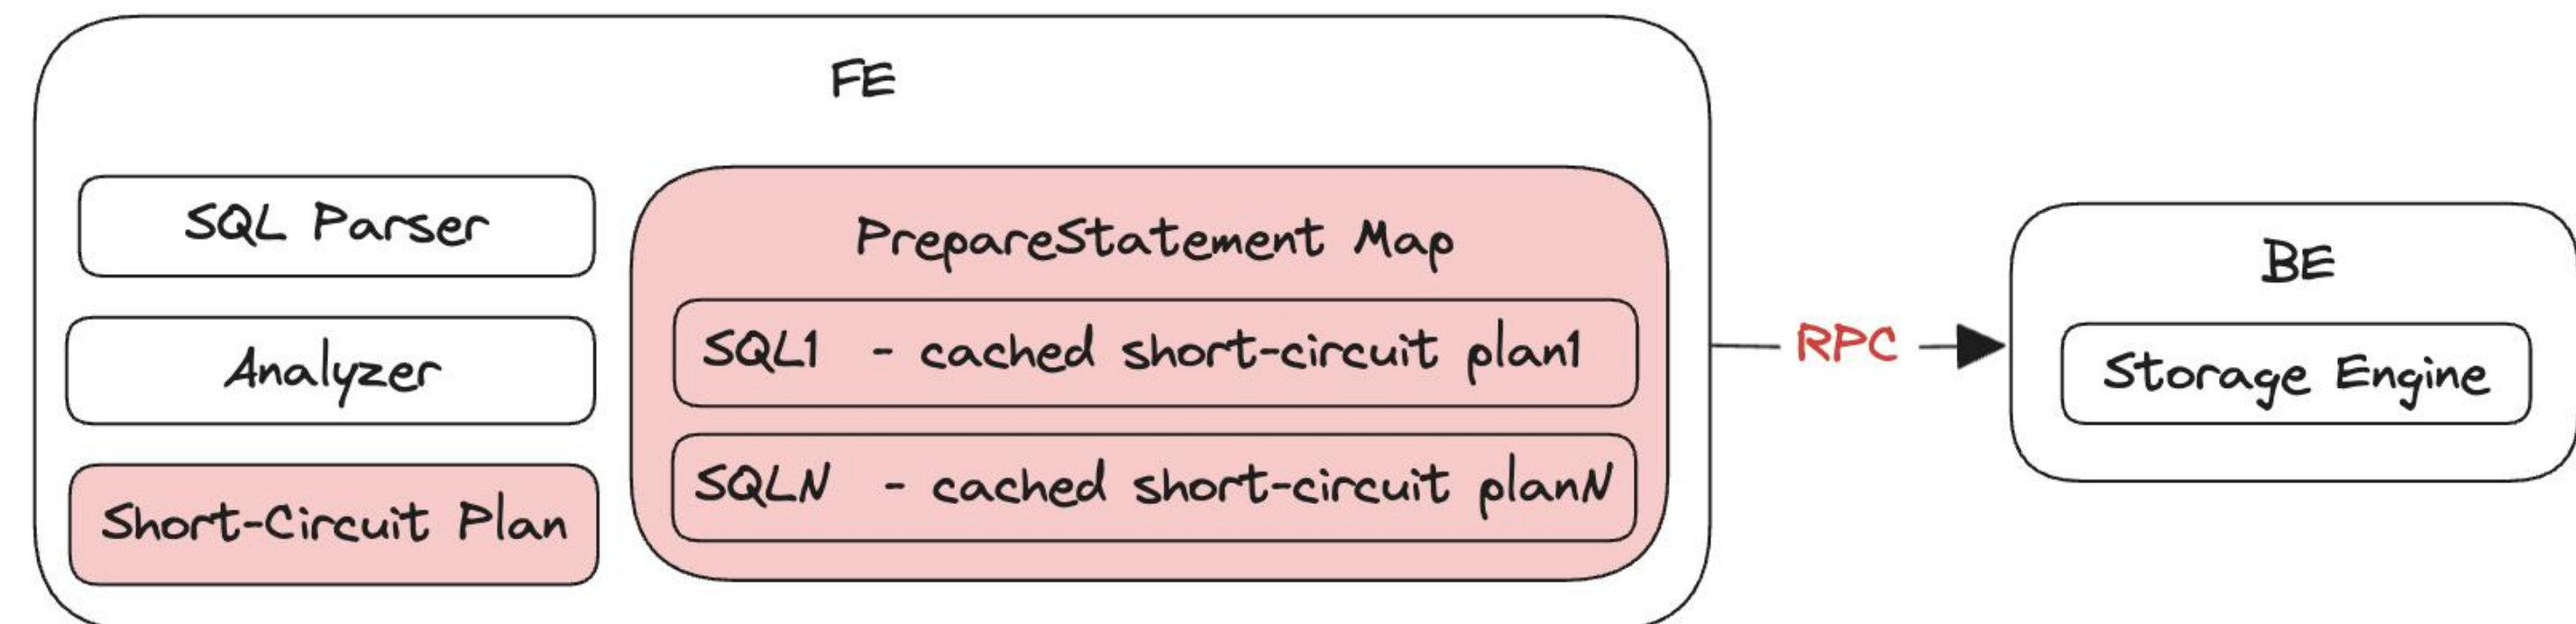 FE
SQL Parser
Analyzer
Short-Circuit Plan
PrepareStatement Map
SQL1 - cached short-circuit plan1
SQLN - cached short-circuit planN
RPC
BE
Storage Engine